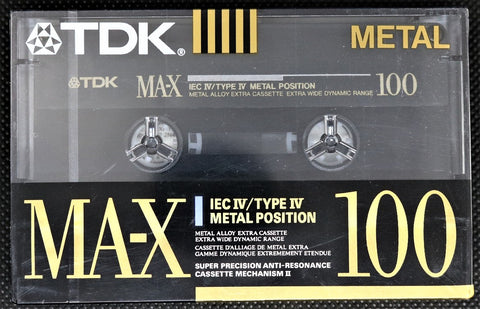 TDK® METAL
TDK MA-X IEC IV/TYPE IV METAL POSITION 100
METAL ALLOY EXTRA CASSETTE EXTRA WIDE DYNAMIC RANGE
MA-X IEC IV/TYPE IV 100
METAL POSITION
METAL ALLOY EXTRA CASSETTE
EXTRA WIDE DYNAMIC RANGE
CASSETTE D'ALLIAGE DE METAL EXTRA
GAMME DYNAMIQUE EXTREMEMENT ETENDUE
SUPER PRECISION ANTI-RESONANCE
CASSETTE MECHANISM II